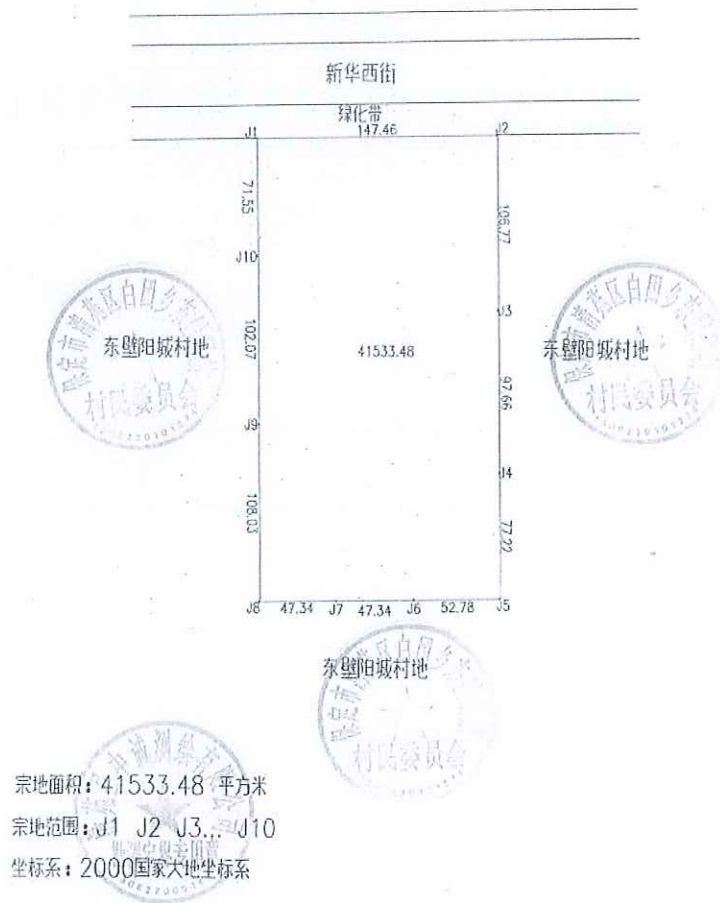 新华西街
绿化带
J1 147.46 J2
71.55
106.77
J10
J3
102.07
东壁阳城村地
41533.48
东壁阳城村地
97.66
村民委员会
村民委员会
J9
J4
108.03
77.22
J8 47.34 J7 47.34 J6 52.78 J5
东壁阳城村地
村民委员会
宗地面积：41533.48 平方米
宗地范围：J1 J2 J3... J10
坐标系：2000国家大地坐标系